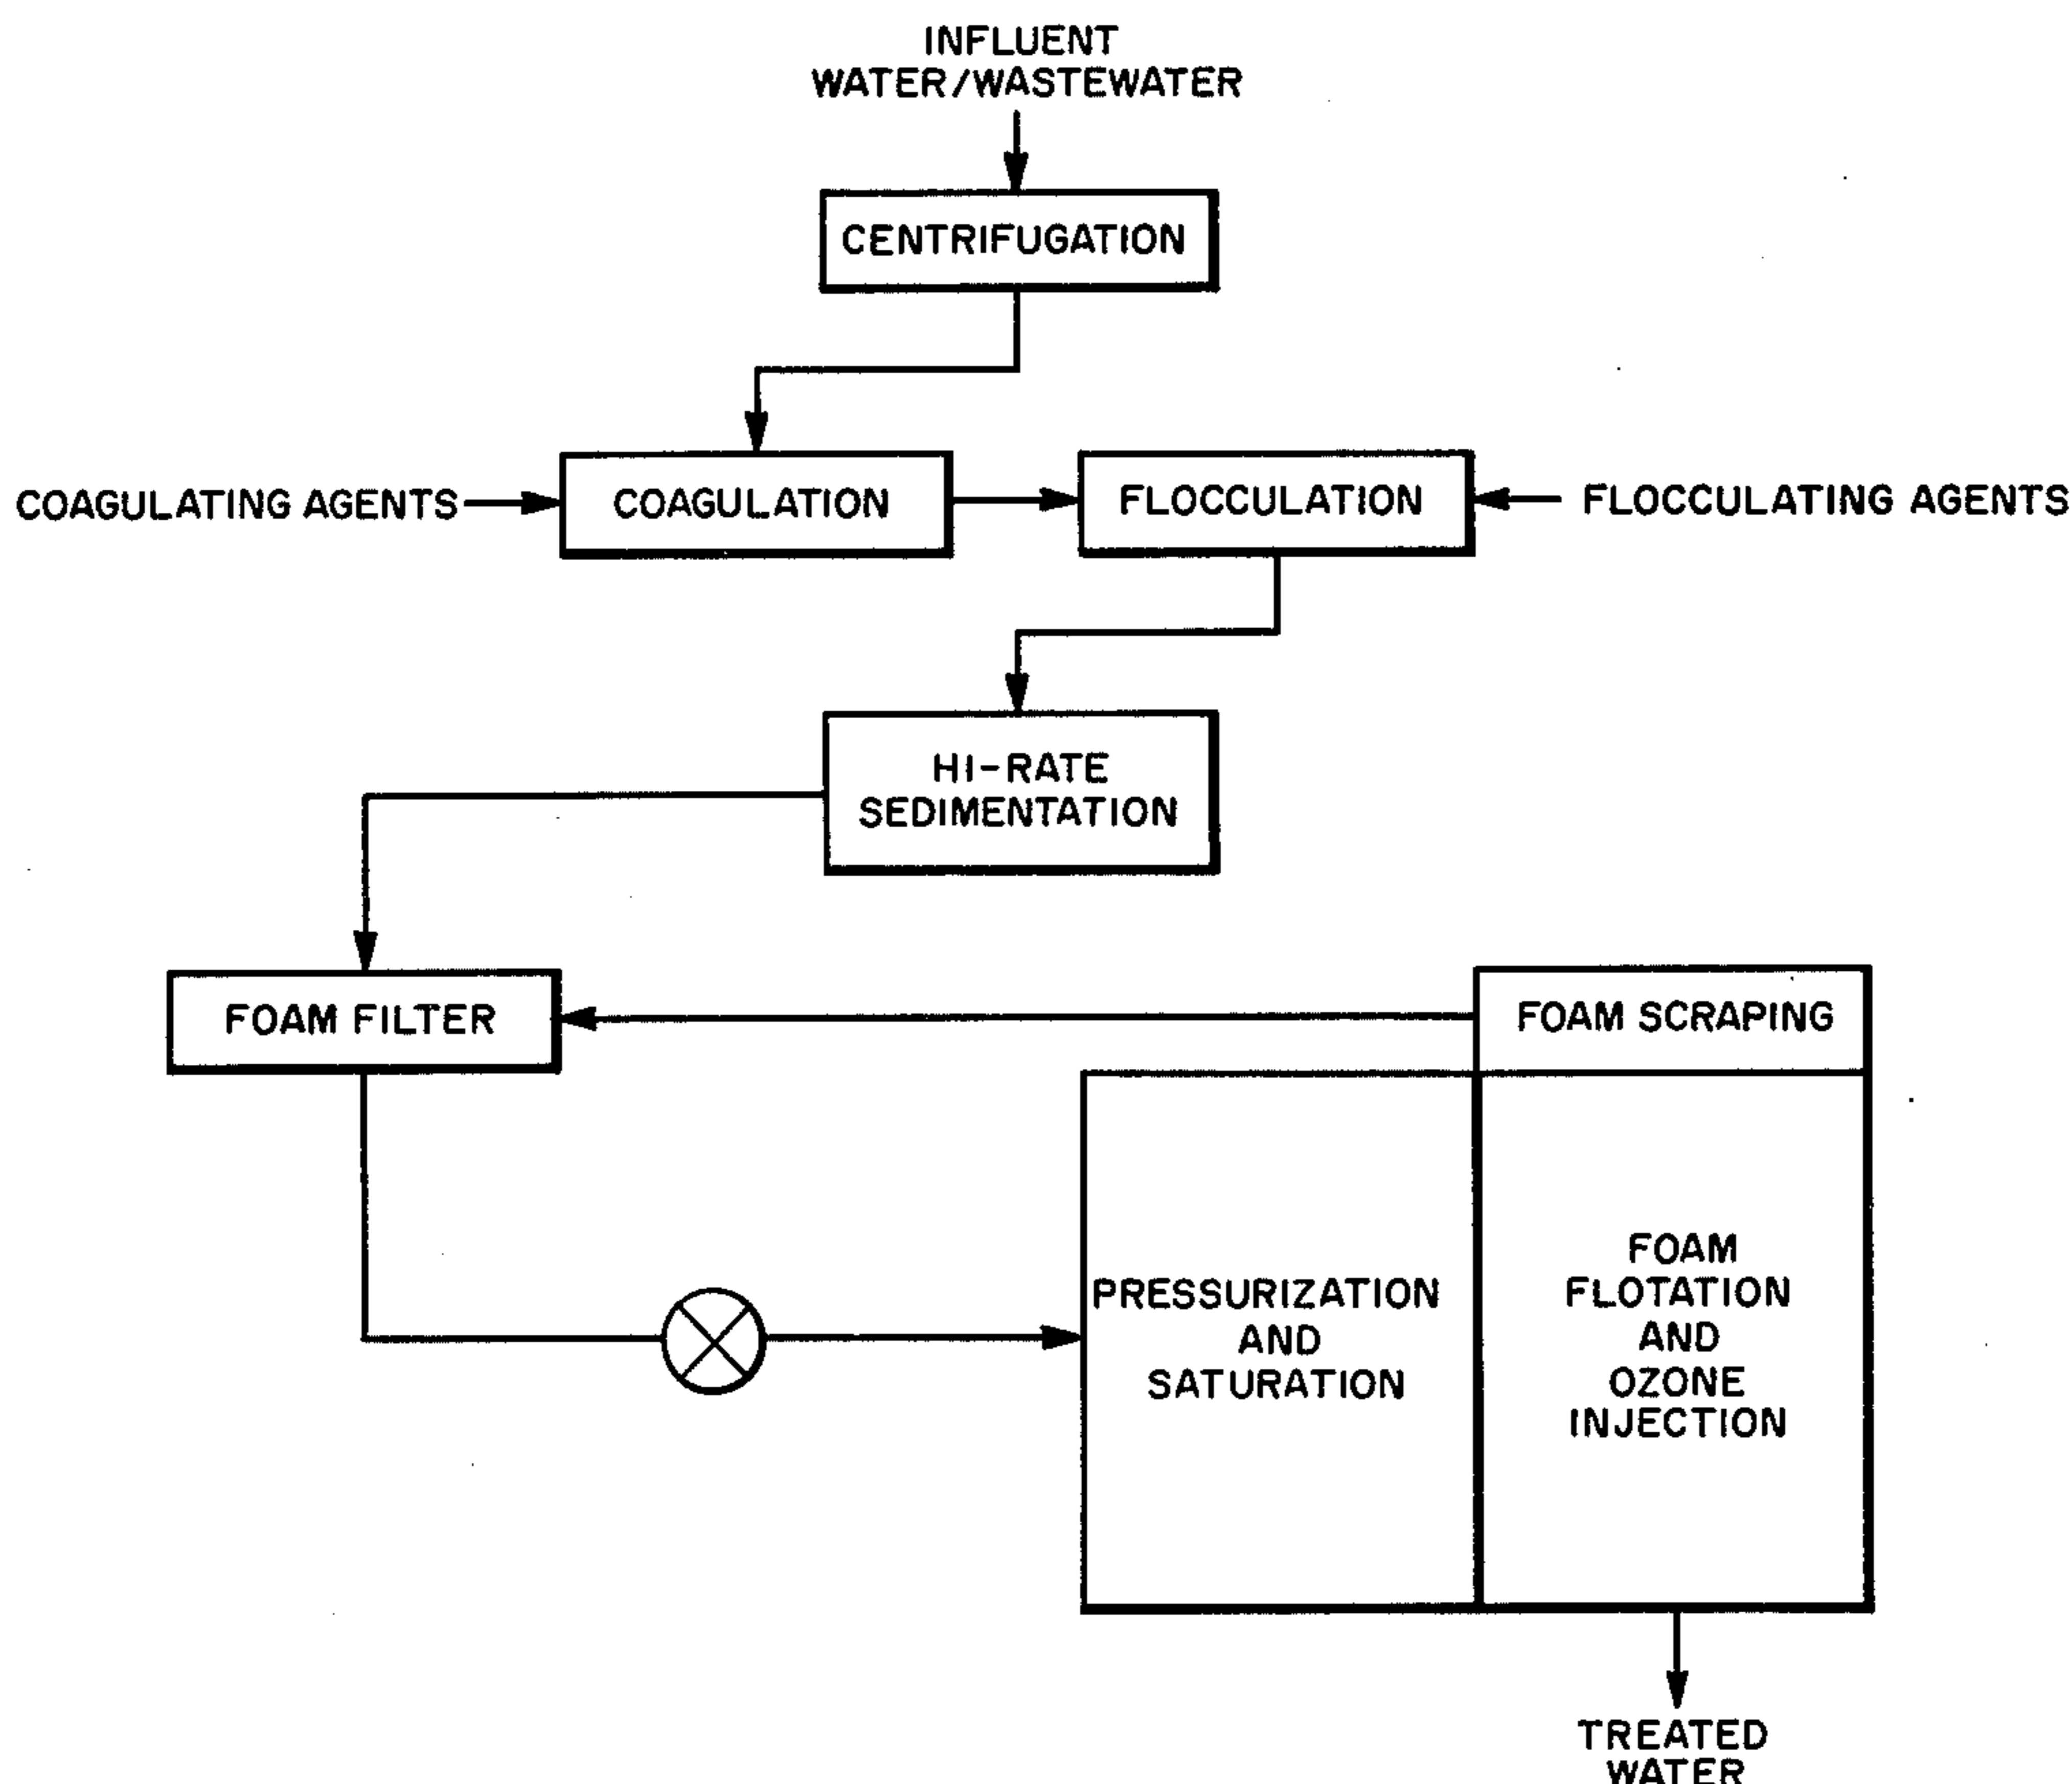 INFLUENT
WATER/WASTEWATER
CENTRIFUGATION
COAGULATING AGENTS
COAGULATION
FLOCCULATION
FLOCCULATING AGENTS
HI-RATE
SEDIMENTATION
FOAM FILTER
FOAM SCRAPING
PRESSURIZATION
AND
SATURATION
FOAM
FLOTATION
AND
OZONE
INJECTION
TREATED
WATER